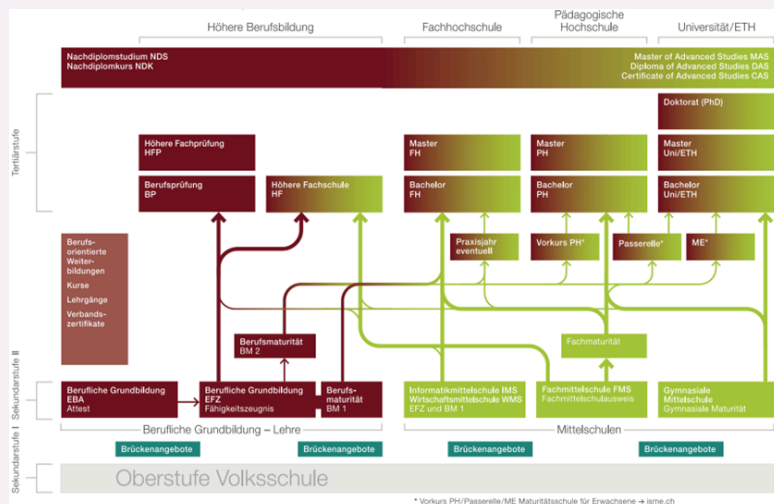 Höhere Berufsbildung
Fachhochschule
Pädagogische
Hochschule
Universität/ETH
Nachdiplomstudium NDS
Nachdiplomkurs NDK
Master of Advanced Studies MAS
Diploma of Advanced Studies DAS
Certificate of Advanced Studies CAS
Tertiärstufe
Doktorat (PhD)
Höhere Fachprüfung
HFP
Master
FH
Master
PH
Master
Uni/ETH
Berufsprüfung
BP
Höhere Fachschule
HF
Bachelor
FH
Bachelor
PH
Bachelor
Uni/ETH
Berufs-
orientierte
Weiter-
bildungen
Kurse
Lehrgänge
Verbands-
zertifikate
Praxisjahr
eventuell
Vorkurs PH*
Passerelle*
ME*
Berufsmaturität
BM 2
Fachmaturität
Sekundarstufe II
Berufliche Grundbildung
EBA
Attest
Berufliche Grundbildung
EFZ
Fähigkeitszeugnis
Berufs-
maturität
BM 1
Informatikmittelschule IMS
Wirtschaftsmittelschule WMS
EFZ und BM 1
Fachmittelschule FMS
Fachmittelschulausweis
Gymnasiale
Mittelschule
Gymnasiale Maturität
Berufliche Grundbildung – Lehre
Mittelschulen
Sekundarstufe I
Brückenangebote
Brückenangebote
Brückenangebote
Brückenangebote
Oberstufe Volksschule
* Vorkurs PH/Passerelle/ME Maturitätsschule für Erwachsene → isme.ch